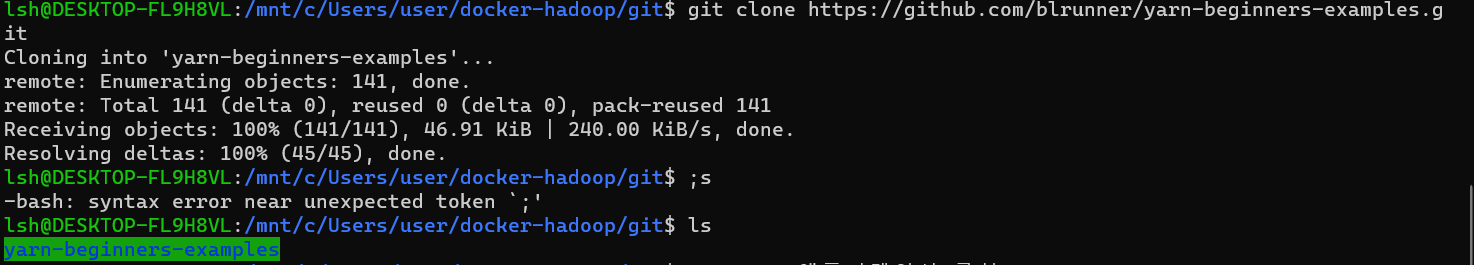 lsh@DESKTOP-FL9H8VL:/mnt/c/Users/user/docker-hadoop/git$ git clone https://github.com/blrunner/yarn-beginners-examples.g
it
Cloning into 'yarn-beginners-examples'...
remote: Enumerating objects: 141, done.
remote: Total 141 (delta 0), reused 0 (delta 0), pack-reused 141
Receiving objects: 100% (141/141), 46.91 KiB | 240.00 KiB/s, done.
Resolving deltas: 100% (45/45), done.
lsh@DESKTOP-FL9H8VL:/mnt/c/Users/user/docker-hadoop/git$ ;s
-bash: syntax error near unexpected token `;'
lsh@DESKTOP-FL9H8VL:/mnt/c/Users/user/docker-hadoop/git$ ls
yarn-beginners-examples